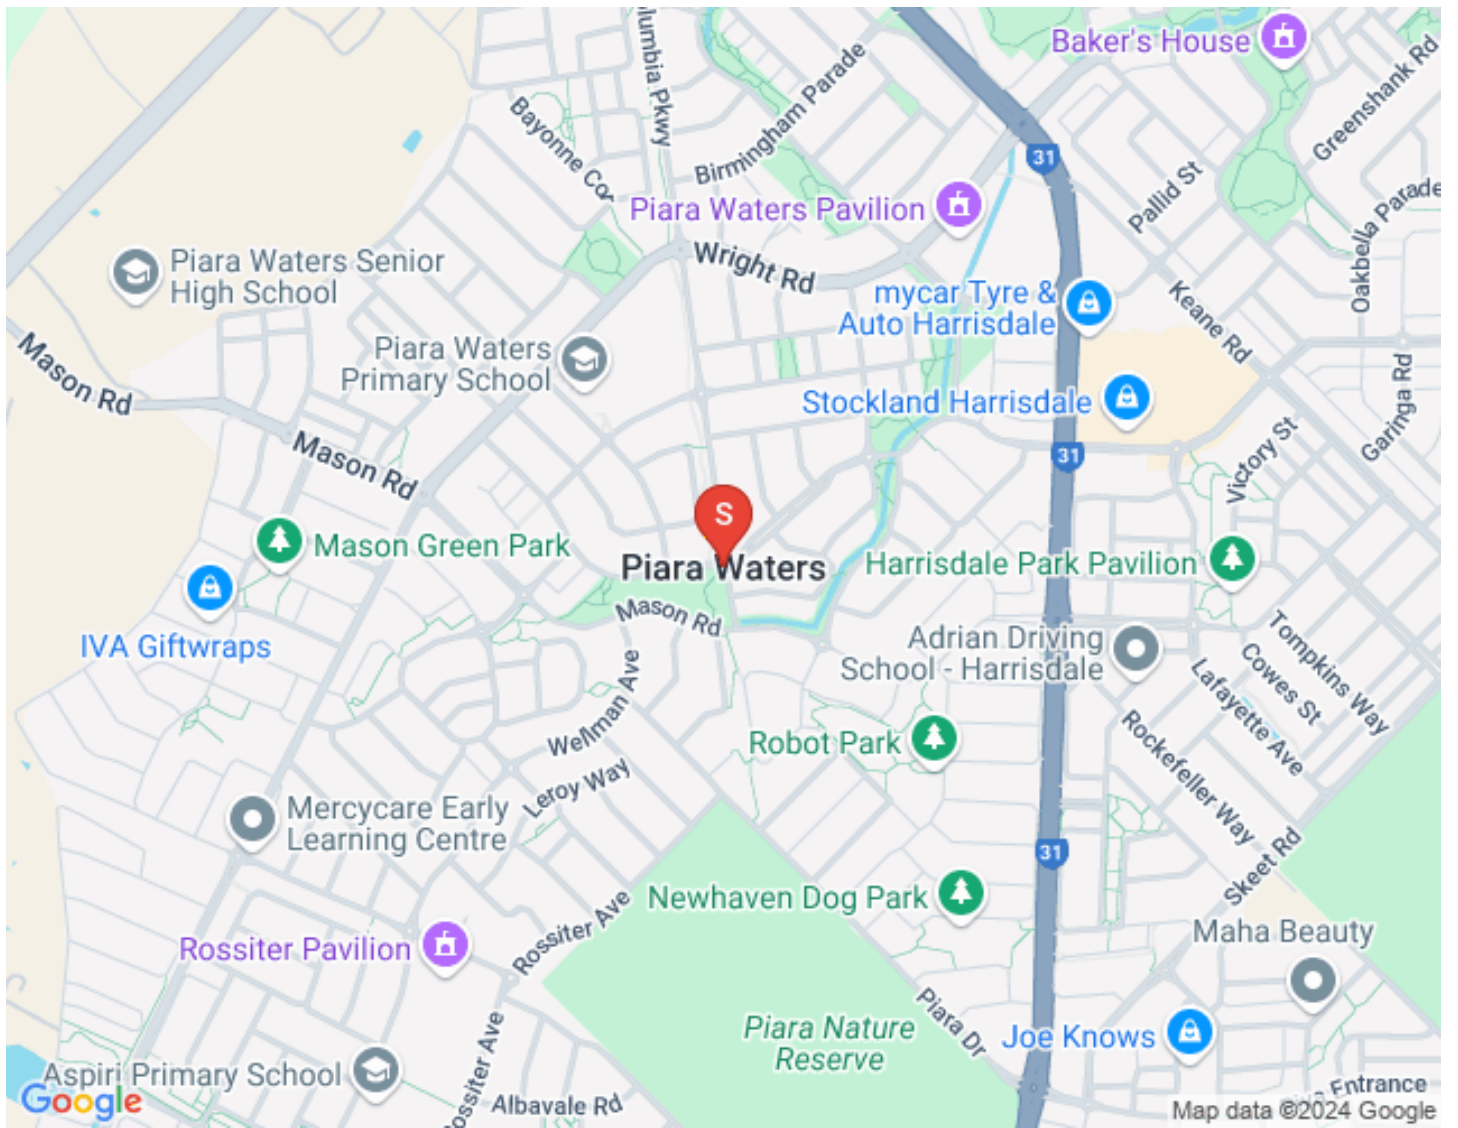 Baker's House
Greenshank Rd
lumbia Pkwy
Birmingham Parade
Bayonne Cor
31
Pallid St
Oakbella Parade
Piara Waters Pavilion
Wright Rd
Piara Waters Senior
High School
mycar Tyre &
Auto Harrisdale
Keane Rd
Mason Rd
Piara Waters
Primary School
Garinga Rd
Stockland Harrisdale
Mason Rd
31
Victory St
S
Mason Green Park
Piara Waters
Harrisdale Park Pavilion
Mason Rd
IVA Giftwraps
Adrian Driving
School - Harrisdale
Tompkins Way
Cowes St
Lafayette Ave
Wellman Ave
Robot Park
Rockefeller Way
Leroy Way
Mercycare Early
Learning Centre
31
Skeet Rd
Newhaven Dog Park
Rossiter Ave
Rossiter Pavilion
Maha Beauty
Piara Nature
Reserve
Piara Dr
Joe Knows
Rossiter Ave
Aspiri Primary School
Albavale Rd
Entrance
Google
Map data ©2024 Google